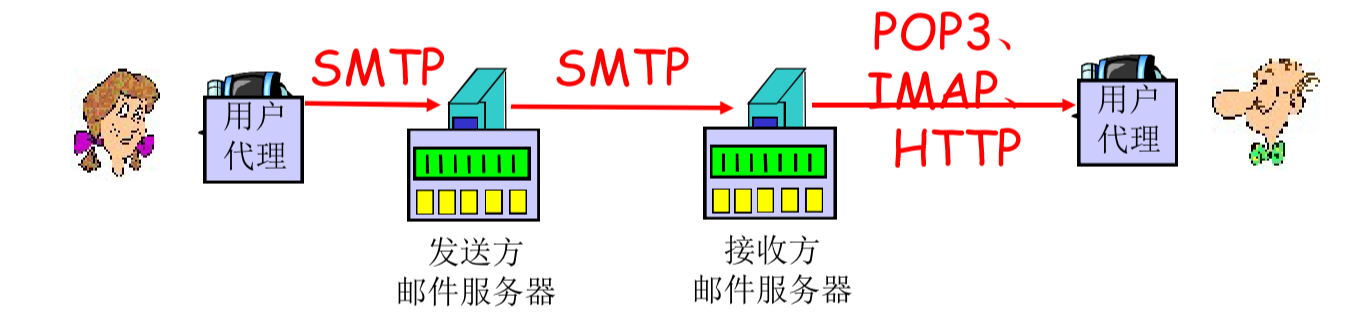 SMTP
SMTP
POP3、
IMAP、
HTTP
用户
代理
用户
代理
发送方
邮件服务器
接收方
邮件服务器